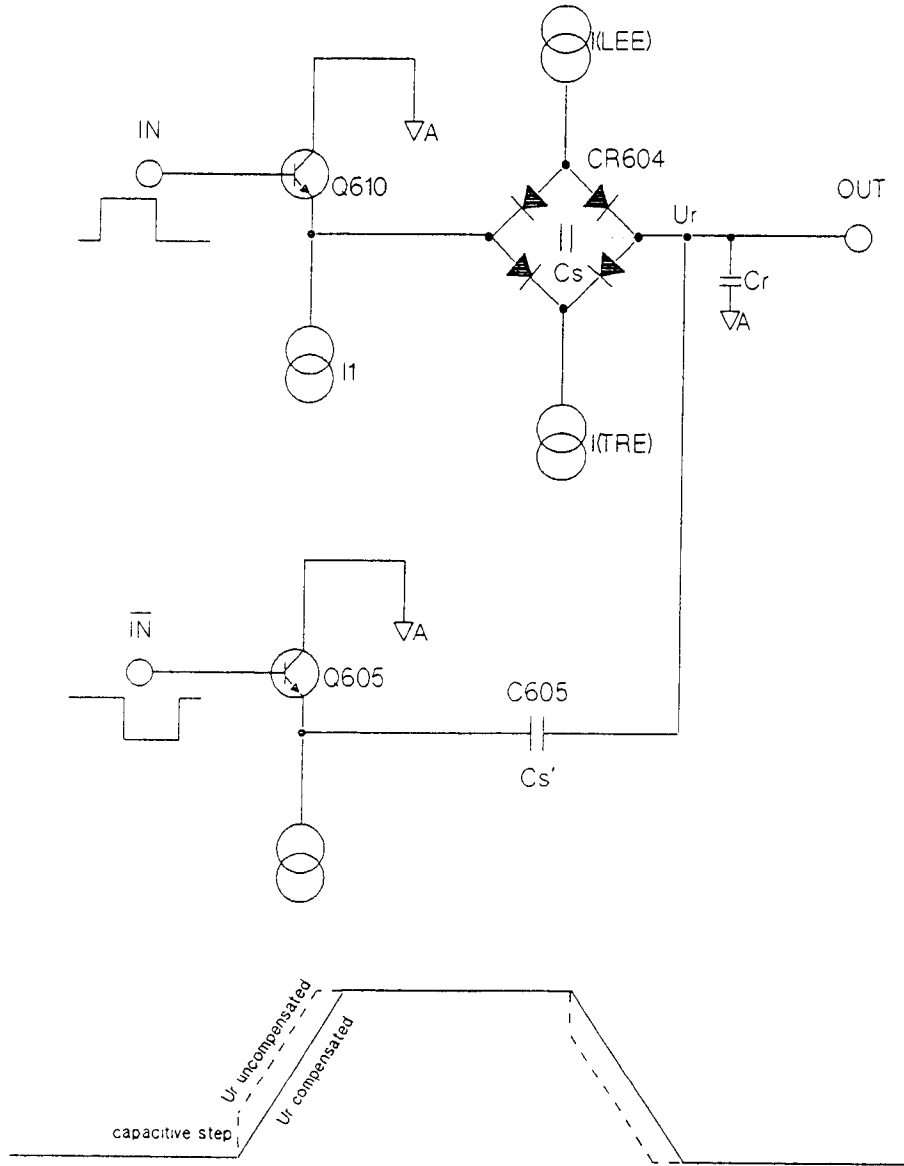 I(LEE)
A
IN
CR604
Q610
Ur
OUT
Cs
Cr
A
I1
I(TRE)
IN
A
Q605
C605
Cs'
Ur uncompensated
Ur compensated
capacitive step